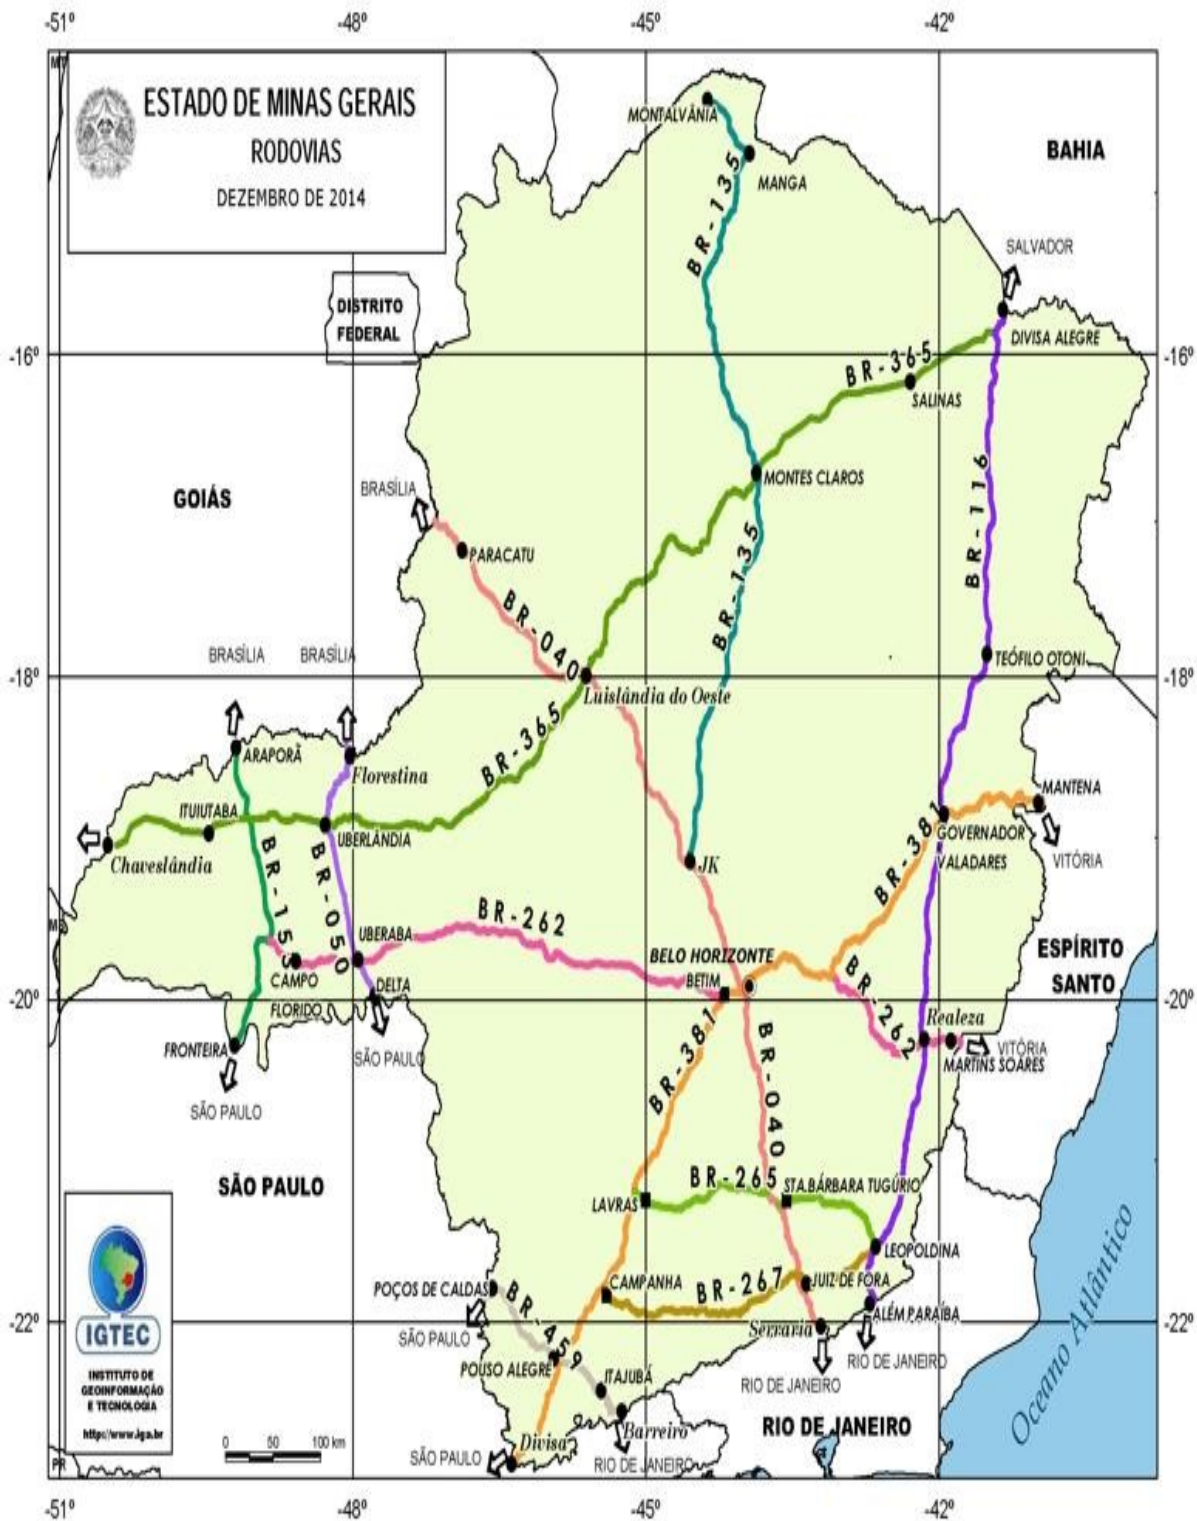 -51º
-48º
-45º
-42º
ESTADO DE MINAS GERAIS
RODOVIAS
DEZEMBRO DE 2014
MONTALVÂNIA
BAHIA
MANGA
BR-135
SALVADOR
DISTRITO
FEDERAL
DIVISA ALEGRE
-16º
-16º
BR-365
SALINAS
MONTES CLAROS
BRASÍLIA
GOIÁS
BR-116
PARACATU
BR-135
BR-040
BRASÍLIA
BRASÍLIA
TEÓFILO OTONI
-18º
-18º
Luislândia do Oeste
BR-365
ARAPORÃ
Florestina
MANTENA
ITUIUTABA
UBERLÂNDIA
GOVERNADOR
VALADARES
BR-381
VITÓRIA
Chaveslândia
JK
BR-153
BR-050
BR-262
UBERABA
BELO HORIZONTE
ESPÍRITO
SANTO
BETIM
CAMPO
FLORIDO
DELTA
BR-262
-20º
-20º
Realeza
FRONTEIRA
SÃO PAULO
VITÓRIA
MARTINS SOARES
BR-381
BR-040
SÃO PAULO
SÃO PAULO
BR-265
STA.BÁRBARA TUGÚRIO
LAVRAS
LEOPOLDINA
POÇOS DE CALDAS
CAMPANHA
BR-267
JUIZ DE FORA
ALÉM PARAÍBA
BR-459
IGTEC
-22º
-22º
Serraria
SÃO PAULO
POUSO ALEGRE
RIO DE JANEIRO
INSTITUTO DE
GEOINFORMAÇÃO
E TECNOLOGIA
ITAJUBÁ
RIO DE JANEIRO
Oceano Atlântico
http://www.iga.br
0 50 100 km
Divisa
Barreiro
RIO DE JANEIRO
SÃO PAULO
RIO DE JANEIRO
PR
-51º
-48º
-45º
-42º